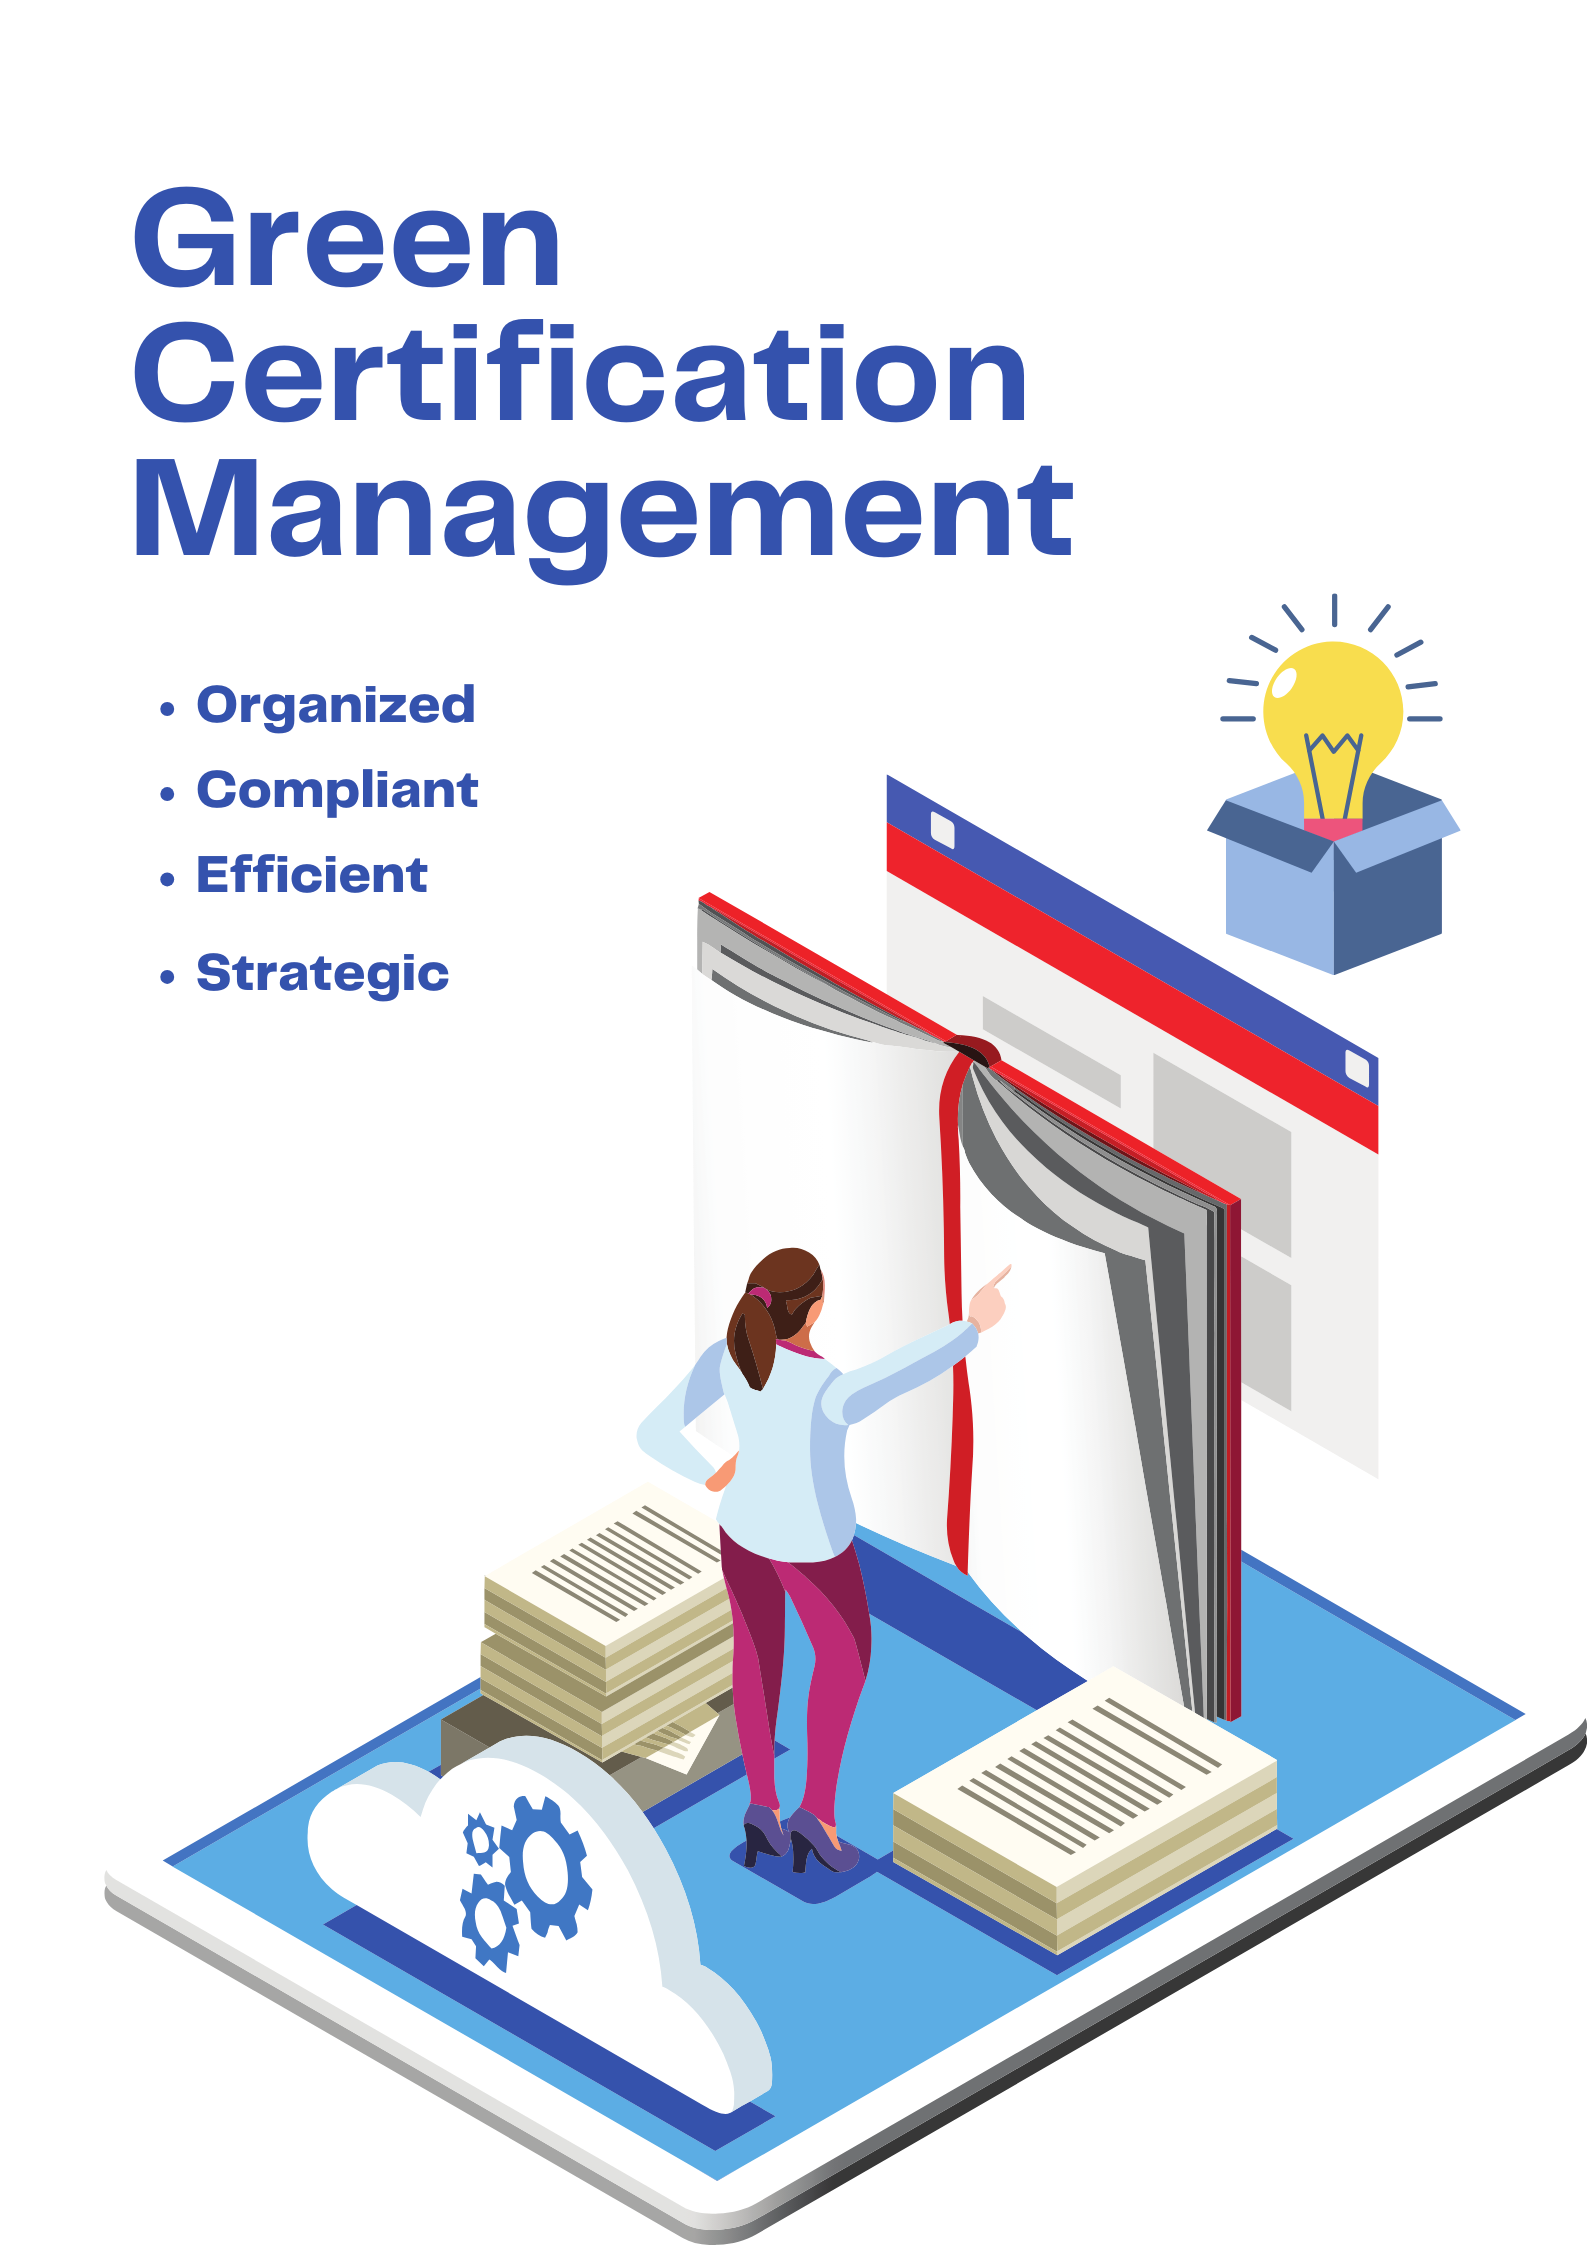 Green
Certification
Management
• Organized
• Compliant
• Efficient
• Strategic